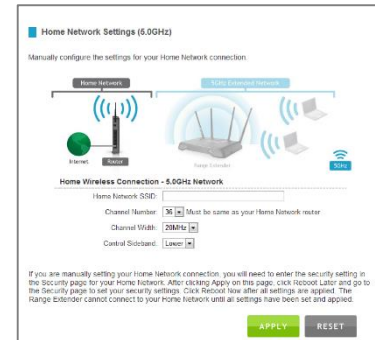 Home Network Settings (5.0GHz)
Manually configure the settings for your Home Network connection.
Home Network
5GHz Extended Network
Internet
Router
Range Extender
5GHz
Home Wireless Connection - 5.0GHz Network
Home Network SSID:
Channel Number: 36 Must be same as your Home Network router
Channel Width: 20MHz
Control Sideband: Lower
If you are manually setting your Home Network connection, you will need to enter the security setting in
the Security page for your Home Network. After clicking Apply on this page, click Reboot Later and go to
the Security page to set your security settings. Click Reboot Now after all settings are applied. The
Range Extender cannot connect to your Home Network until all settings have been set and applied.
APPLY RESET